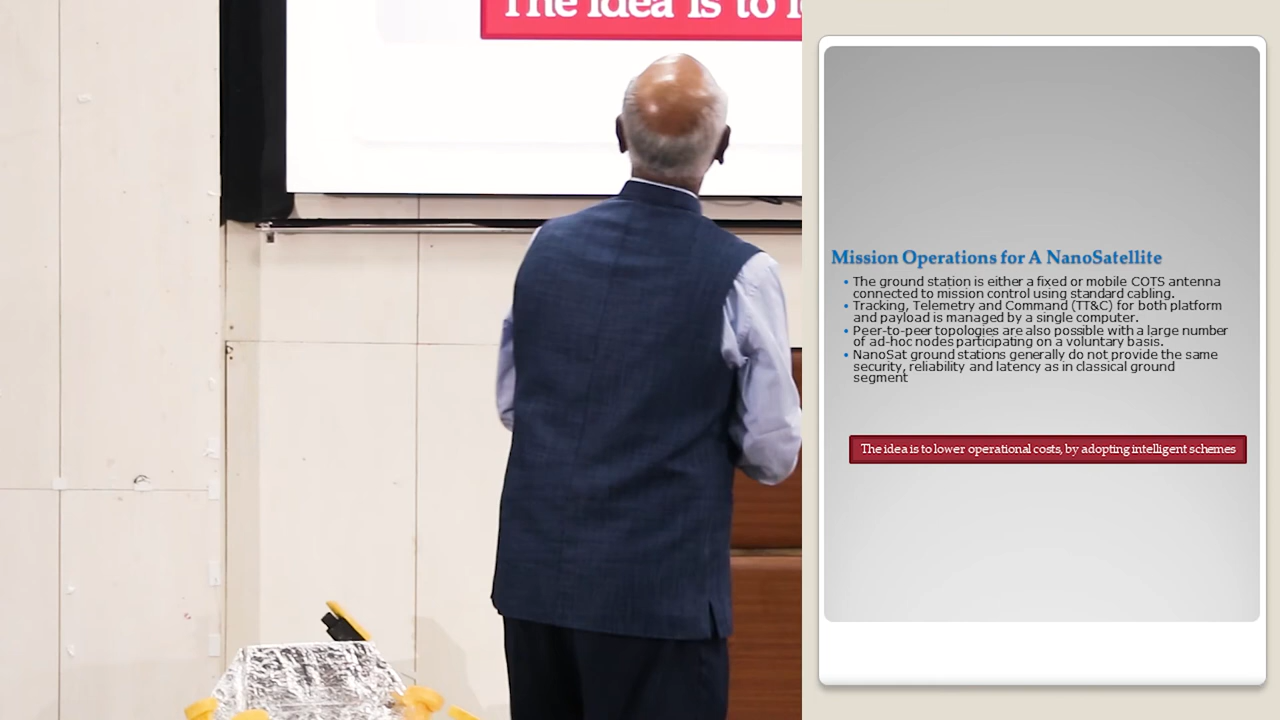 The idea is to
Mission Operations for A NanoSatellite
• The ground station is either a fixed or mobile COTS antenna
connected to mission control using standard cabling.
• Tracking, Telemetry and Command (TT&C) for both platform
and payload is managed by a single computer.
• Peer-to-peer topologies are also possible with a large number
of ad-hoc nodes participating on a voluntary basis.
• NanoSat ground stations generally do not provide the same
security, reliability and latency as in classical ground
segment
The idea is to lower operational costs, by adopting intelligent schemes